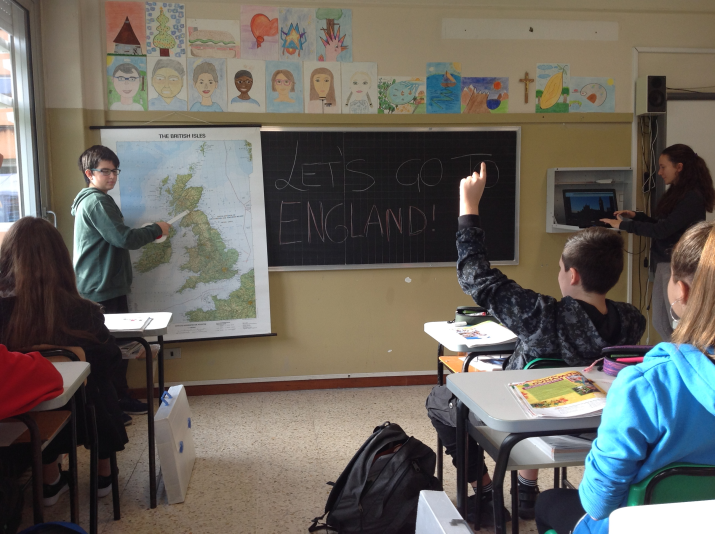 THE BRITISH ISLES
LET'S GO TO
ENGLAND!